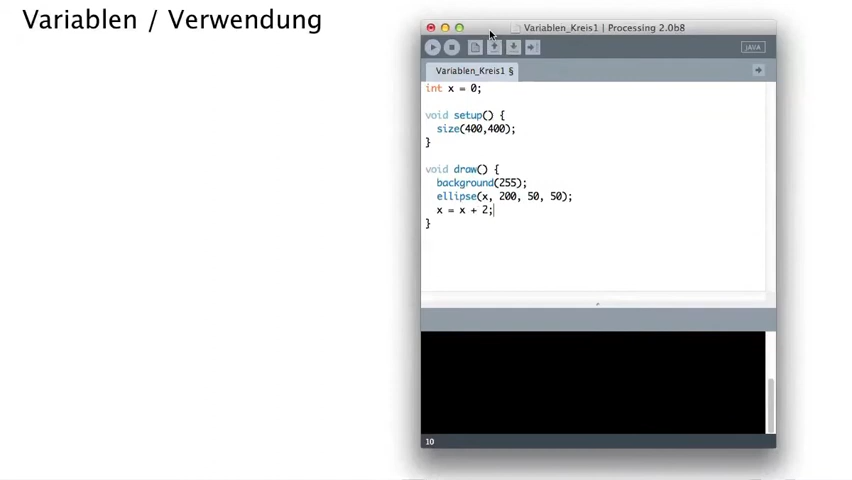 Variablen / Verwendung
Variablen_Kreis1 | Processing 2.0b8
JAVA
Variablen_Kreis1 §
int x = 0;
void setup() {
size(400,400);
}
void draw() {
background(255);
ellipse(x, 200, 50, 50);
x = x + 2;
}
10